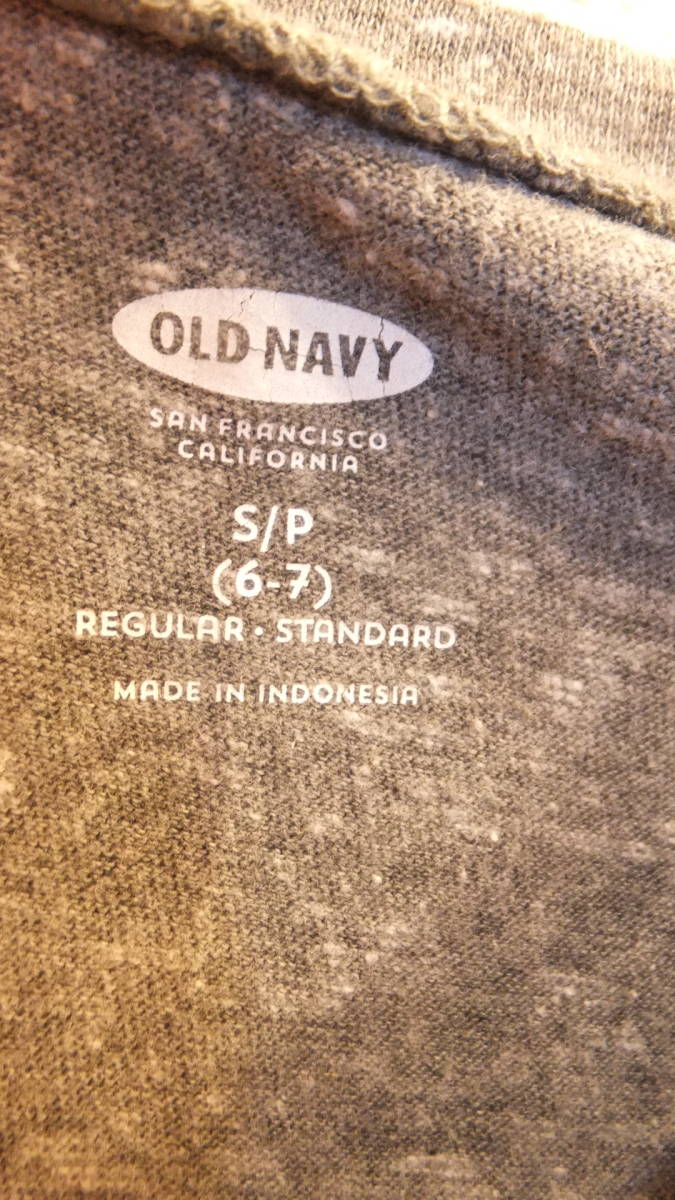 OLD NAVY
SAN FRANCISCO
CALIFORNIA
S/P
(6-7)
REGULAR • STANDARD
MADE IN INDONESIA